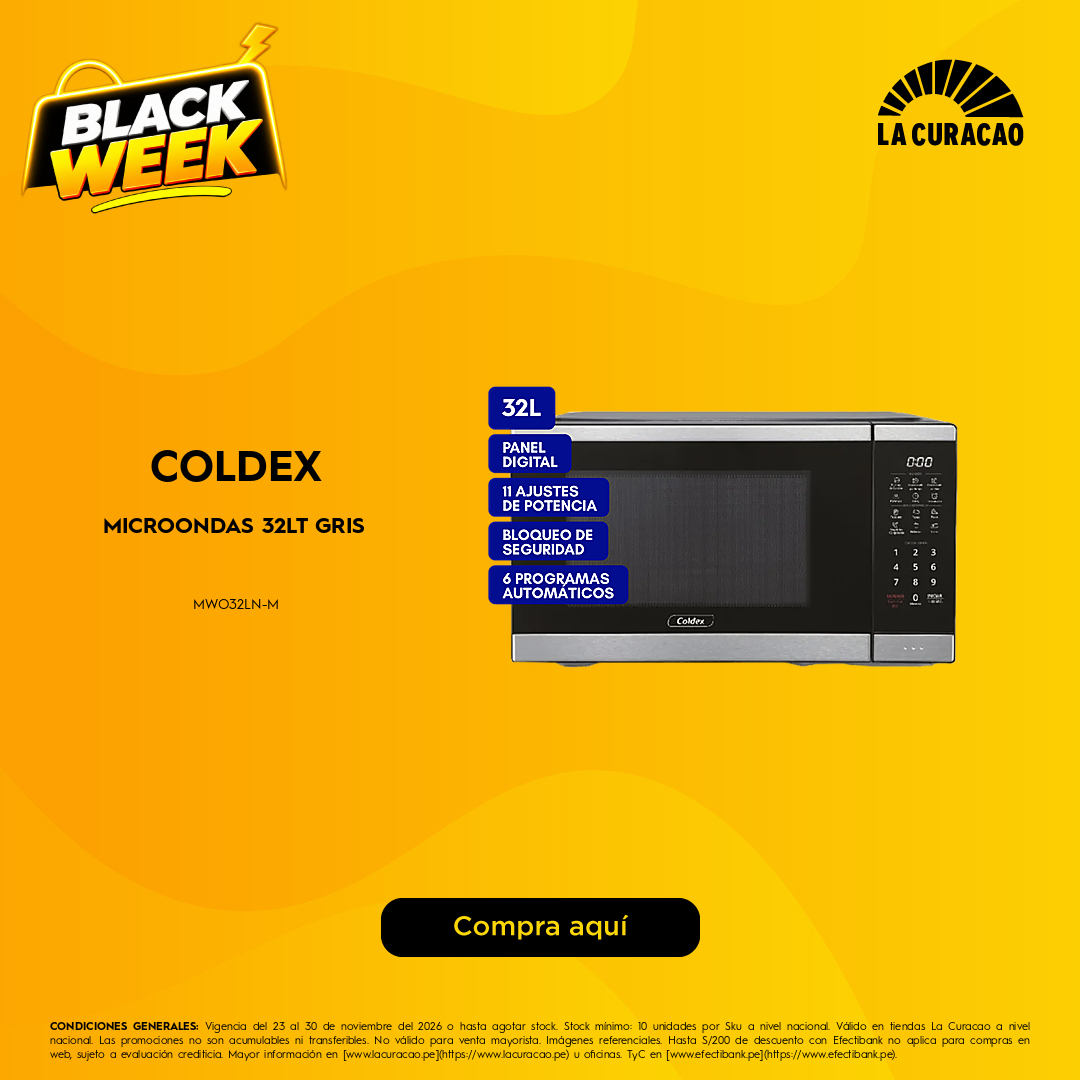 BLACK
WEEK
LA CURACAO
COLDEX
MICROONDAS 32LT GRIS
MWO32LN-M
32L
PANEL
DIGITAL
11 AJUSTES
DE POTENCIA
BLOQUEO DE
SEGURIDAD
6 PROGRAMAS
AUTOMÁTICOS
0:00
1 2 3
4 5 6
7 8 9
0
Coldex
Compra aquí
CONDICIONES GENERALES: Vigencia del 23 al 30 de noviembre del 2026 o hasta agotar stock. Stock mínimo: 10 unidades por Sku a nivel nacional. Válido en tiendas La Curacao a nivel
nacional. Las promociones no son acumulables ni transferibles. No válido para venta mayorista. Imágenes referenciales. Hasta S/200 de descuento con Efectibank no aplica para compras en
web, sujeto a evaluación crediticia. Mayor información en [www.lacuracao.pe](https://www.lacuracao.pe) u oficinas. TyC en [www.efectibank.pe](https://www.efectibank.pe).